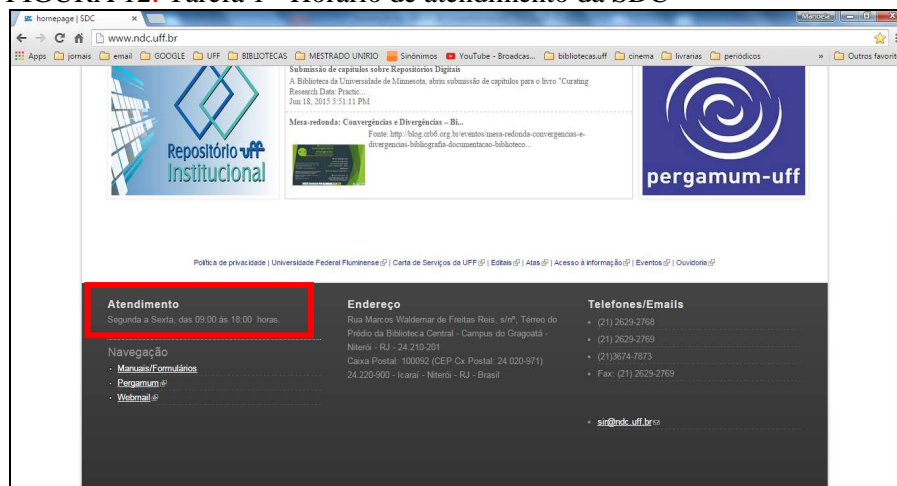 FIGURA 12: Tarefa 1 - Horário de atendimento da SDC
homepage | SDC
Manoela
www.ndc.uff.br
Apps jornais email GOOGLE UFF BIBLIOTECAS MESTRADO UNIRIO Sinônimos YouTube - Broadcas... bibliotecas.uff cinema livrarias periódicos » Outros favorit
Repositório uff
Institucional
Submissão de capítulos sobre Repositórios Digitais
A Biblioteca da Universidade de Minnesota, abriu submissão de capítulos para o livro "Curating
Research Data: Practic...
Jun 18, 2015 5:51:11 PM
Mesa-redonda: Convergências e Divergências – Bi...
Fonte: http://blog.crb6.org.br/eventos/mesa-redonda-convergencias-e-
divergencias-bibliografia-documentacao-biblioteco...
pergamum-uff
Política de privacidade | Universidade Federal Fluminense | Carta de Serviços da UFF | Editais | Atas | Acesso à informação | Eventos | Ouvidoria
Atendimento
Segunda a Sexta, das 09:00 às 18:00 horas.
Navegação
Manuais/Formulários
Pergamum
Webmail
Endereço
Rua Marcos Waldemar de Freitas Reis, s/nº, Térreo do
Prédio da Biblioteca Central - Campus do Gragoatá -
Niterói - RJ - 24.210-201
Caixa Postal: 100092 (CEP Cx Postal: 24.020-971)
24.220-900 - Icaraí - Niterói - RJ - Brasil
Telefones/Emails
(21) 2629-2768
(21) 2629-2769
(21)3674-7873
Fax: (21) 2629-2769
sir@ndc.uff.br